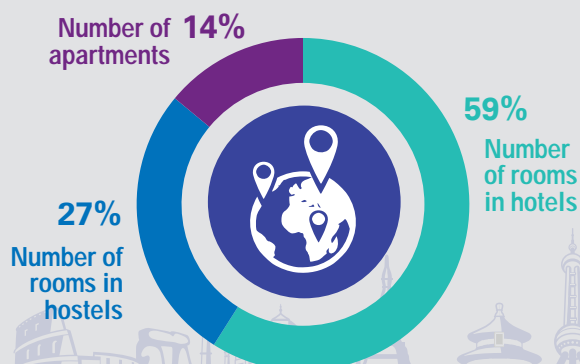 Number of 14%
apartments
59%
Number
of rooms
in hotels
27%
Number of
rooms in
hostels